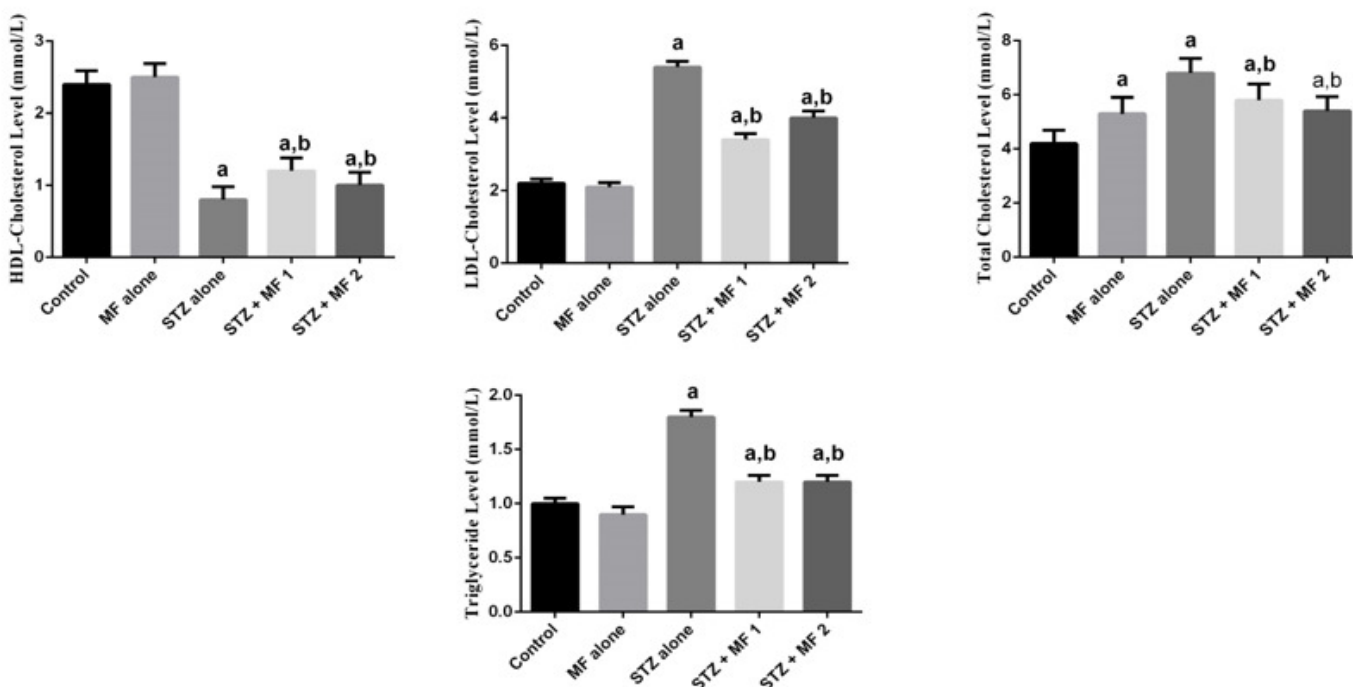 HDL-Cholesterol Level (mmol/L)
3
2
1
0
a
a,b
a,b
Control
MF alone
STZ alone
STZ + MF 1
STZ + MF 2
LDL-Cholesterol Level (mmol/L)
6
4
2
0
a
a,b
a,b
Control
MF alone
STZ alone
STZ + MF 1
STZ + MF 2
Total Cholesterol Level (mmol/L)
8
6
4
2
0
a
a
a,b
a,b
Control
MF alone
STZ alone
STZ + MF 1
STZ + MF 2
Triglyceride Level (mmol/L)
2.0
1.5
1.0
0.5
0.0
a
a,b
a,b
Control
MF alone
STZ alone
STZ + MF 1
STZ + MF 2